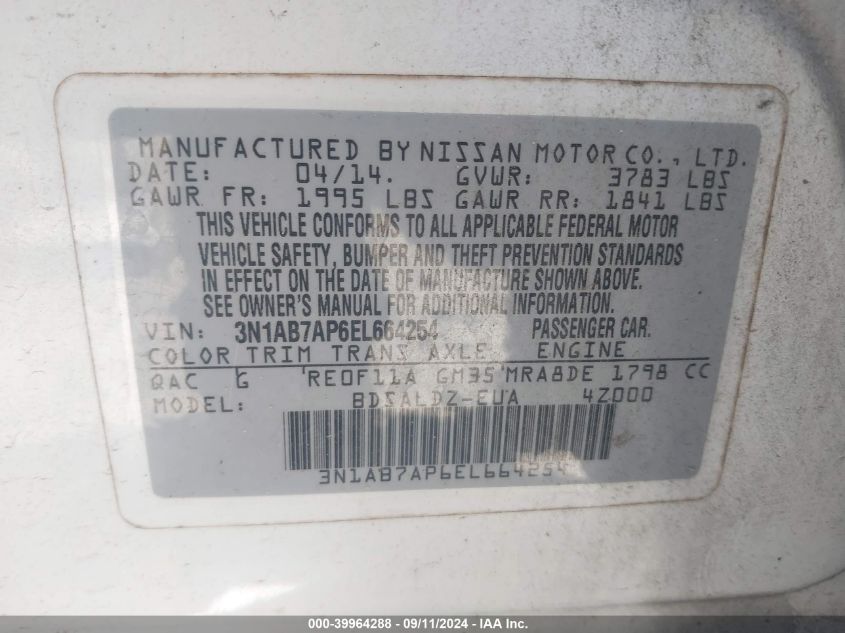 MANUFACTURED BY NISSAN MOTOR CO., LTD.
DATE: 04/14. GVWR: 3783 LBS
GAWR FR: 1995 LBS GAWR RR: 1841 LBS
THIS VEHICLE CONFORMS TO ALL APPLICABLE FEDERAL MOTOR
VEHICLE SAFETY, BUMPER AND THEFT PREVENTION STANDARDS
IN EFFECT ON THE DATE OF MANUFACTURE SHOWN ABOVE.
SEE OWNER'S MANUAL FOR ADDITIONAL INFORMATION.
VIN: 3N1AB7AP6EL664254 PASSENGER CAR.
COLOR TRIM TRANS AXLE ENGINE
QAC G RE0F11A GM35 MRA8DE 1798 CC
MODEL: BDSALDZ-EUA 4Z000
3N1AB7AP6EL664254
000-39964288 - 09/11/2024 - IAA Inc.